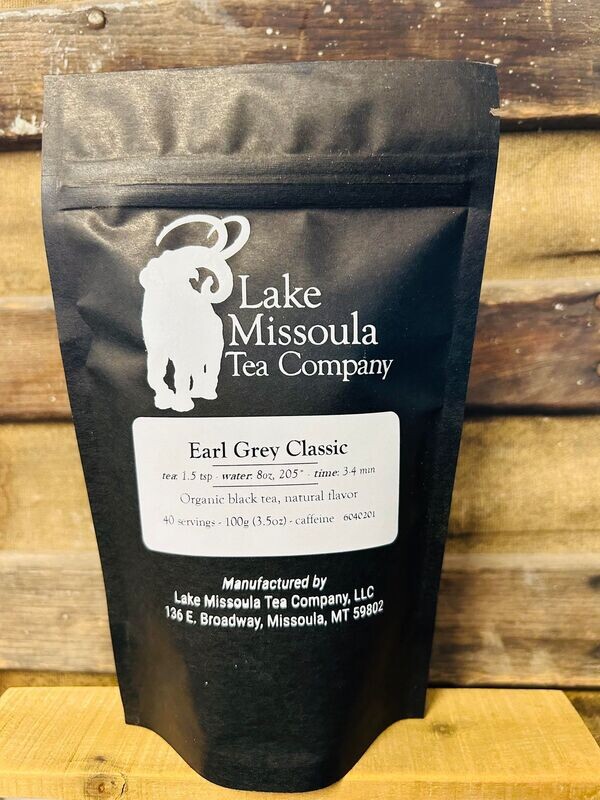 Lake
Missoula
Tea Company
Earl Grey Classic
tea: 1.5 tsp - water: 8oz, 205° - time: 3-4 min
Organic black tea, natural flavor
40 servings - 100g (3.5oz) - caffeine 6040201
Manufactured by
Lake Missoula Tea Company, LLC
136 E. Broadway, Missoula, MT 59802